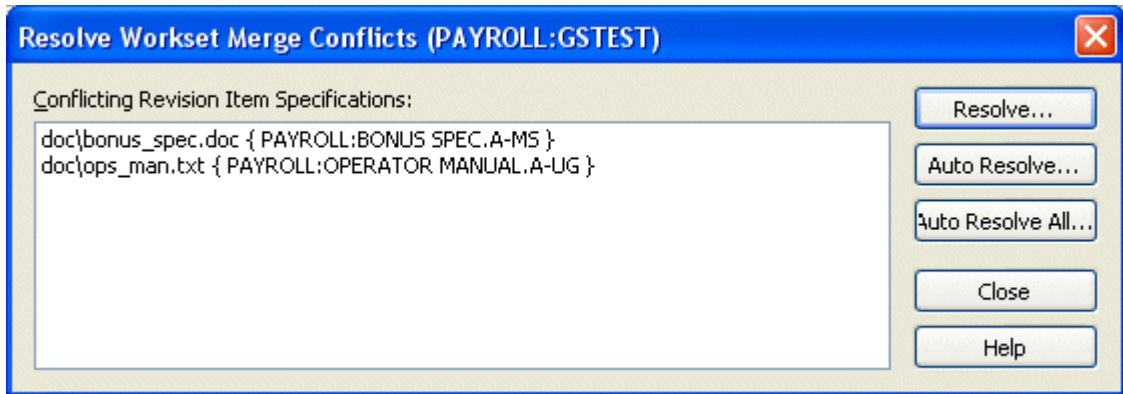 Resolve Workset Merge Conflicts (PAYROLL:GSTEST)
Conflicting Revision Item Specifications:
doc\bonus_spec.doc { PAYROLL:BONUS SPEC.A-MS }
doc\ops_man.txt { PAYROLL:OPERATOR MANUAL.A-UG }
Resolve...
Auto Resolve...
Auto Resolve All...
Close
Help